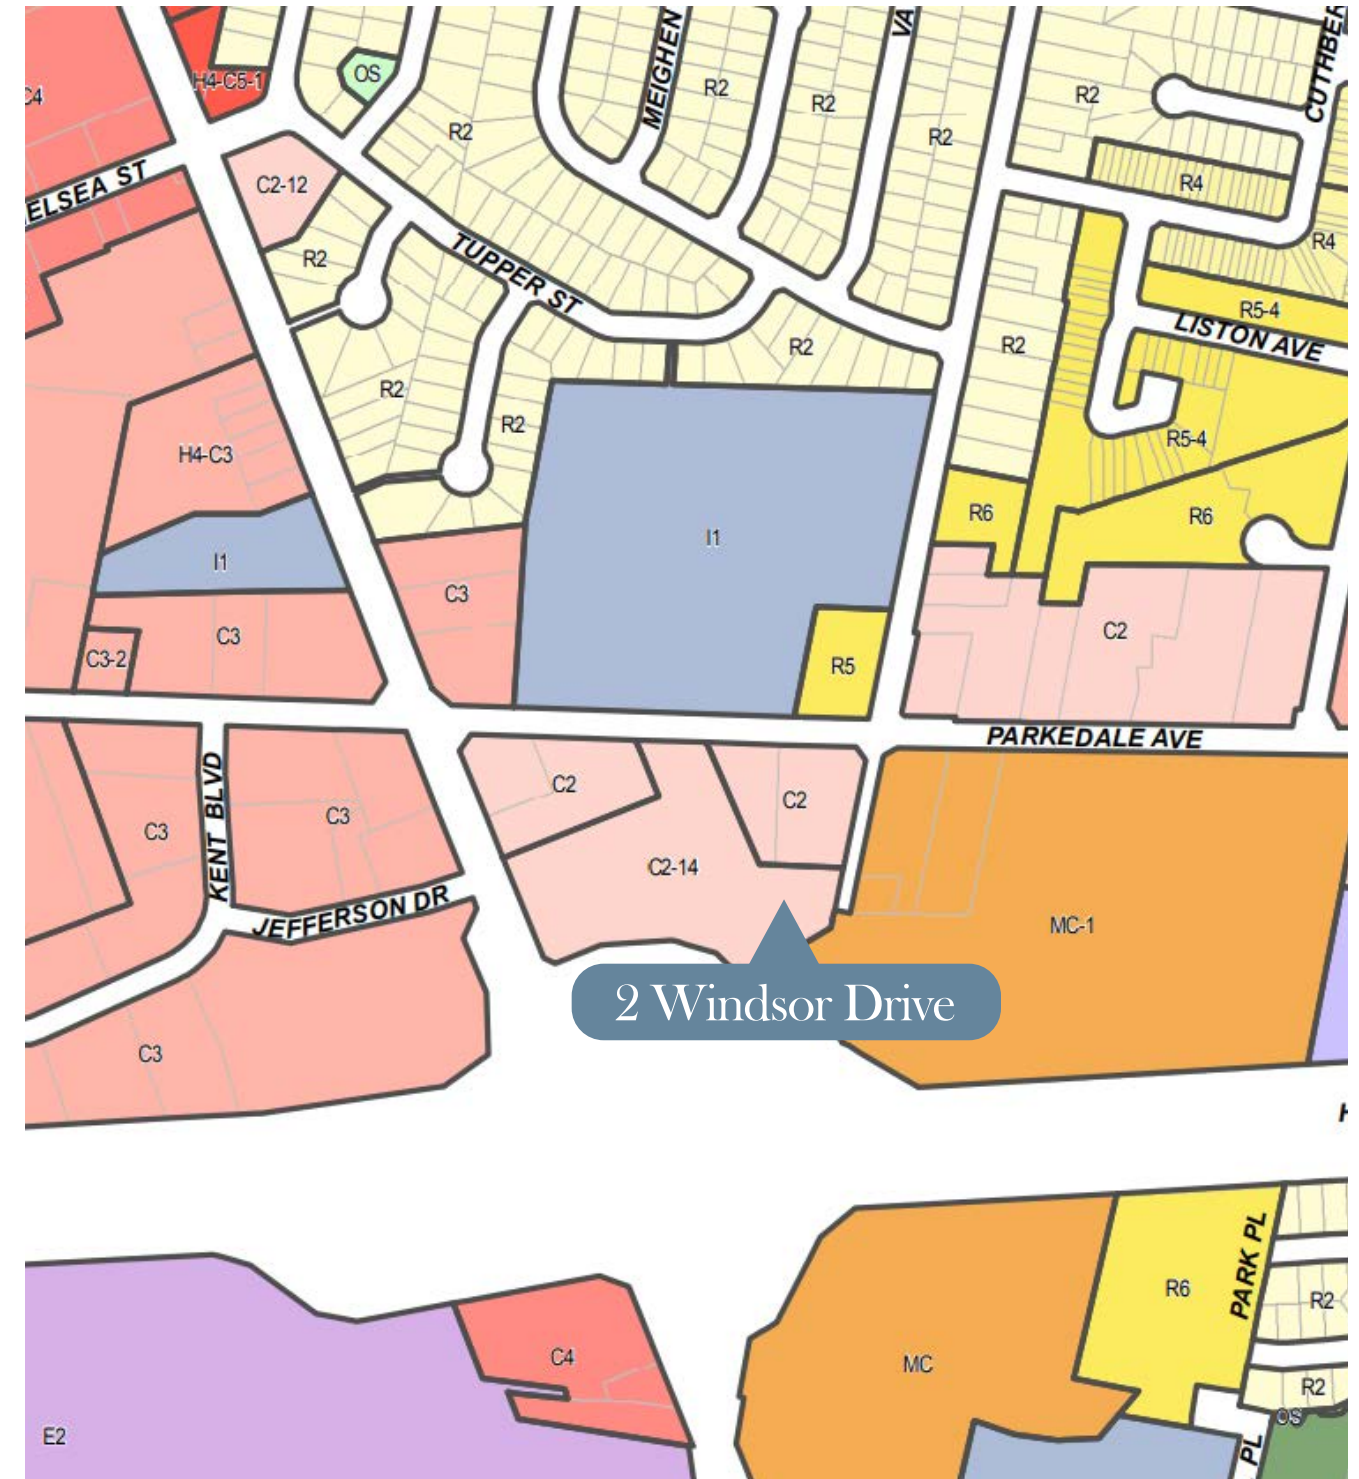 MEIGHEN
VA
CUTHBER
OS
H4-C5-1
C4
R2
R2
R2
R2
R2
R4
C2-12
ELSEA ST
R4
R2
TUPPER ST
R5-4
LISTON AVE
R2
R2
R2
R2
R5-4
H4-C3
R6
R6
I1
I1
C3
C3
C2
C3-2
R5
PARKEDALE AVE
C2
C2
C3
C3
KENT BLVD
C2-14
JEFFERSON DR
MC-1
2 Windsor Drive
C3
H
PARK PL
R6
R2
C4
MC
R2
OS
E2
PL